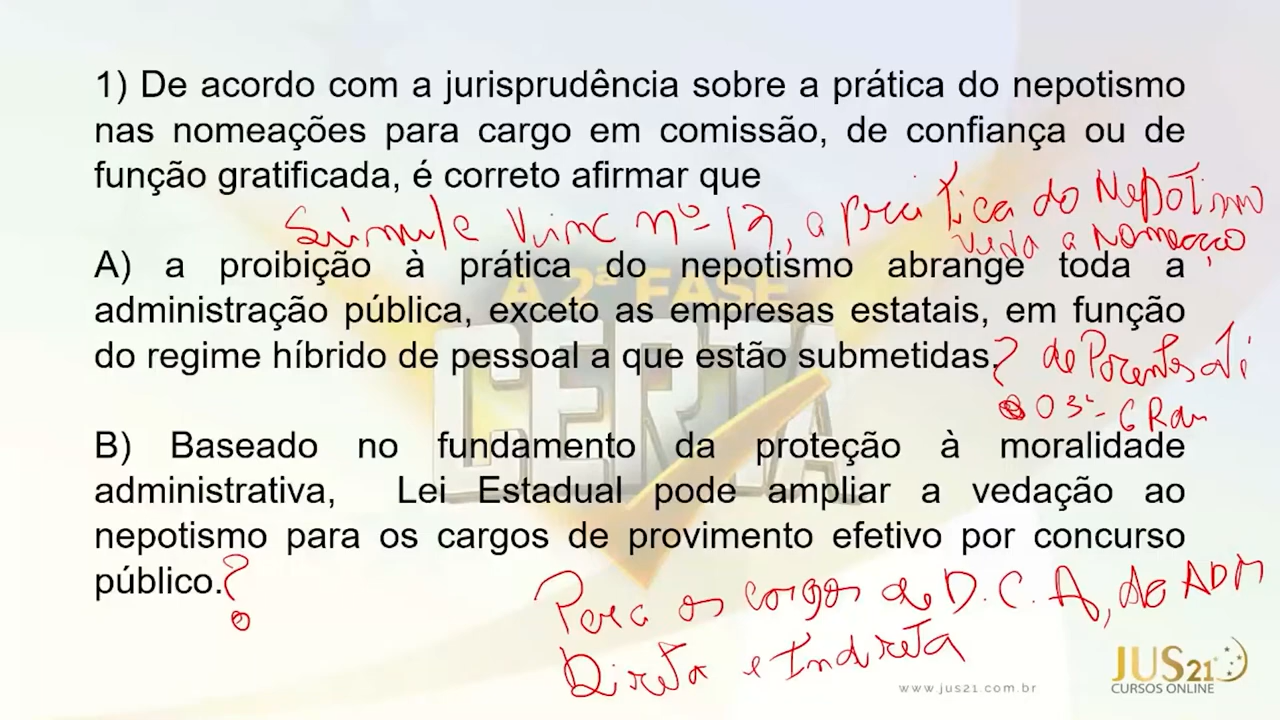 1) De acordo com a jurisprudência sobre a prática do nepotismo
nas nomeações para cargo em comissão, de confiança ou de
função gratificada, é correto afirmar que
Súmula Vinc nº 13, a prática do Nepotismo
veda a nomeação
A) a proibição à prática do nepotismo abrange toda a
administração pública, exceto as empresas estatais, em função
do regime híbrido de pessoal a que estão submetidas.?
de Parentes até
o 3º Grau
B) Baseado no fundamento da proteção à moralidade
administrativa, Lei Estadual pode ampliar a vedação ao
nepotismo para os cargos de provimento efetivo por concurso
público.?
Para os cargos de D.C.A, da ADM
Direta e Indireta
A 2ª FASE
CERTA
JUS21
CURSOS ONLINE
www.jus21.com.br